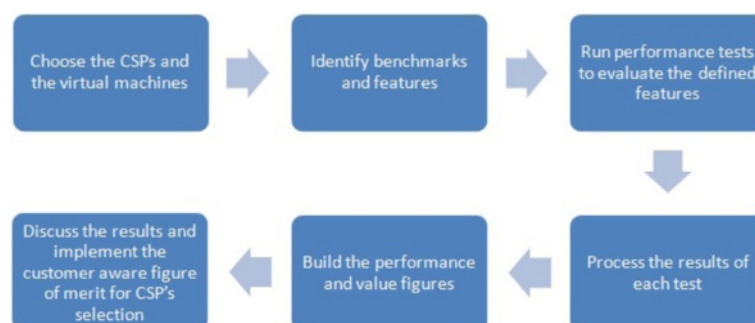 Choose the CSPs and
the virtual machines
Identify benchmarks
and features
Run performance tests
to evaluate the defined
features
Process the results of
each test
Build the performance
and value figures
Discuss the results and
implement the
customer aware figure
of merit for CSP's
selection